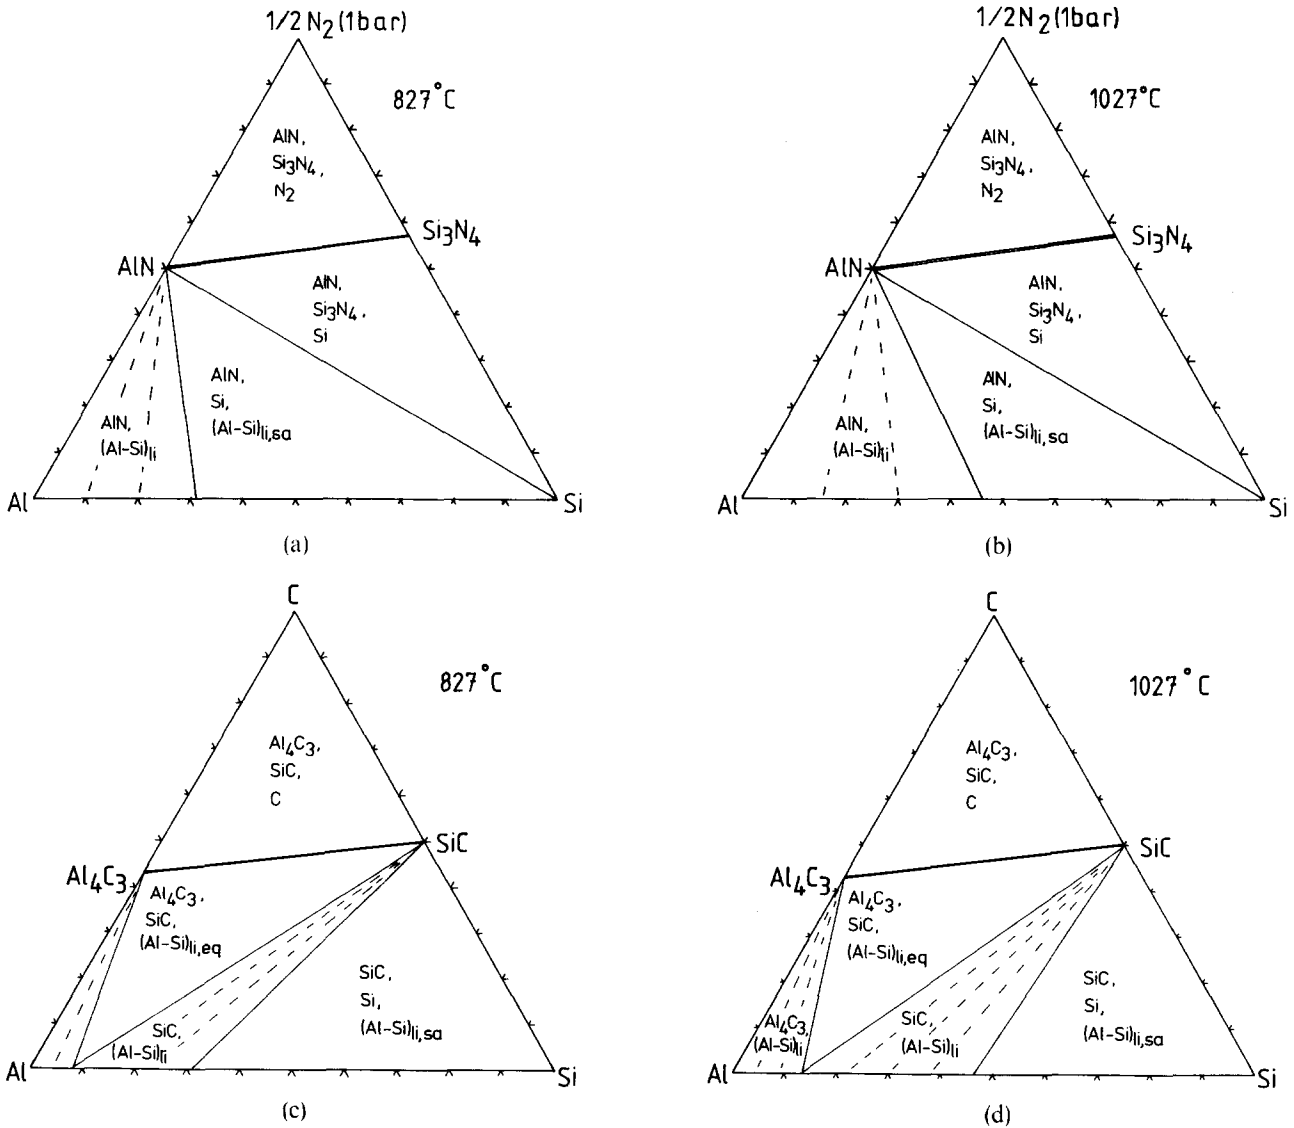 1/2 N2 (1bar)
827°C
AlN,
Si3N4,
N2
Si3N4
AlN
AlN,
Si3N4,
Si
AlN,
Si,
(Al-Si)li,sa
AlN,
(Al-Si)li
Al
Si
(a)
1/2 N2 (1bar)
1027°C
AlN,
Si3N4,
N2
Si3N4
AlN
AlN,
Si3N4,
Si
AlN,
Si,
(Al-Si)li,sa
AlN,
(Al-Si)li
Al
Si
(b)
C
827°C
Al4C3,
SiC,
C
SiC
Al4C3
Al4C3,
SiC,
(Al-Si)li,eq
SiC,
Si,
(Al-Si)li,sa
SiC,
(Al-Si)li
Al
Si
(c)
C
1027°C
Al4C3,
SiC,
C
SiC
Al4C3
Al4C3,
SiC,
(Al-Si)li,eq
SiC,
Si,
(Al-Si)li,sa
Al4C3,
(Al-Si)li
SiC,
(Al-Si)li
Al
Si
(d)